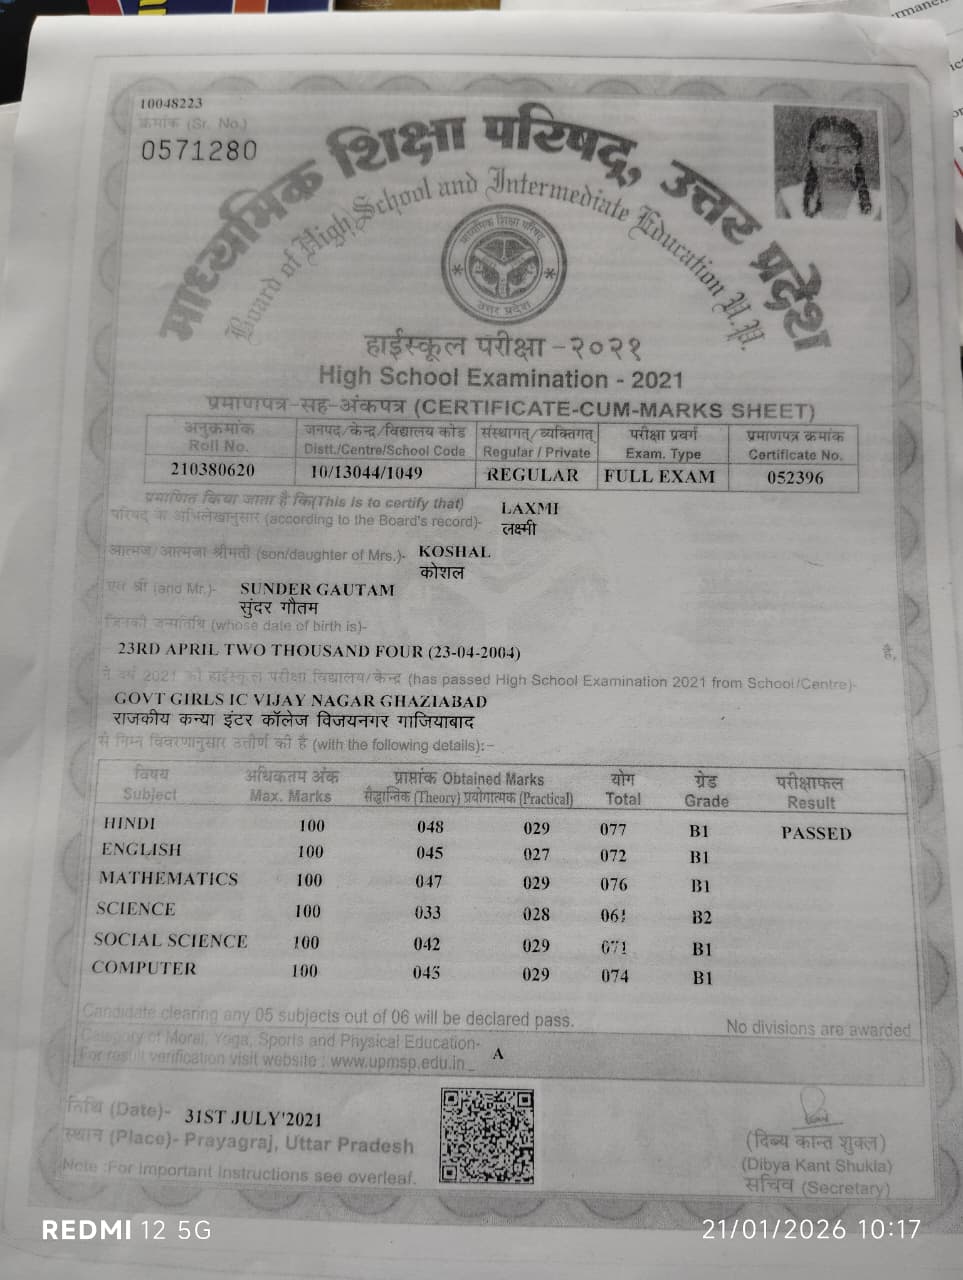 10048223
क्रमांक (Sr. No.)
0571280
माध्यमिक शिक्षा परिषद्, उत्तर प्रदेश
Board of High School and Intermediate Education U.P.
माध्यमिक शिक्षा परिषद्
उत्तर प्रदेश
हाईस्कूल परीक्षा -२०२१
High School Examination - 2021
प्रमाणपत्र-सह-अंकपत्र (CERTIFICATE-CUM-MARKS SHEET)
अनुक्रमांक जनपद/केन्द्र/विद्यालय कोड संस्थागत/व्यक्तिगत परीक्षा प्रवर्ग प्रमाणपत्र क्रमांक
Roll No. Distt./Centre/School Code Regular / Private Exam. Type Certificate No.
210380620 10/13044/1049 REGULAR FULL EXAM 052396
प्रमाणित किया जाता है कि(This is to certify that) LAXMI
परिषद के अभिलेखानुसार (according to the Board's record)- लक्ष्मी
आत्मज/आत्मजा श्रीमती (son/daughter of Mrs.)- KOSHAL
कोशल
एवं श्री (and Mr.)- SUNDER GAUTAM
सुंदर गौतम
जिनकी जन्मतिथि (whose date of birth is)-
23RD APRIL TWO THOUSAND FOUR (23-04-2004) है,
ने वर्ष 2021 की हाईस्कूल परीक्षा विद्यालय/केन्द्र (has passed High School Examination 2021 from School/Centre)-
GOVT GIRLS IC VIJAY NAGAR GHAZIABAD
राजकीय कन्या इंटर कॉलेज विजयनगर गाजियाबाद
से निम्न विवरणानुसार उत्तीर्ण की है (with the following details):-
विषय अधिकतम अंक प्राप्तांक Obtained Marks योग ग्रेड परीक्षाफल
Subject Max. Marks सैद्धान्तिक (Theory) प्रयोगात्मक (Practical) Total Grade Result
HINDI 100 048 029 077 B1 PASSED
ENGLISH 100 045 027 072 B1
MATHEMATICS 100 047 029 076 B1
SCIENCE 100 033 028 061 B2
SOCIAL SCIENCE 100 042 029 071 B1
COMPUTER 100 045 029 074 B1
Candidate clearing any 05 subjects out of 06 will be declared pass. No divisions are awarded
Category of Moral, Yoga, Sports and Physical Education- A
For result verification visit website : www.upmsp.edu.in
तिथि (Date)- 31ST JULY'2021
स्थान (Place)- Prayagraj, Uttar Pradesh
Note :For Important Instructions see overleaf.
(दिब्य कान्त शुक्ल)
(Dibya Kant Shukla)
सचिव (Secretary)
REDMI 12 5G
21/01/2026 10:17